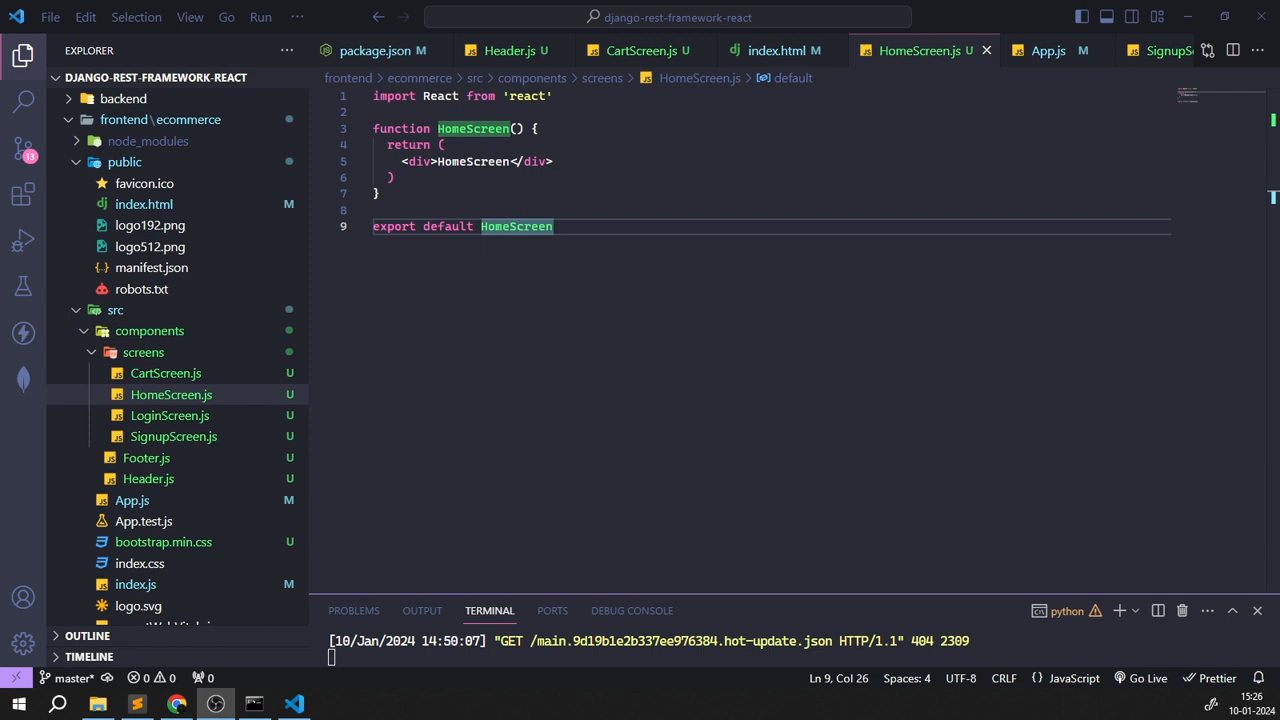 File Edit Selection View Go Run ···
django-rest-framework-react
EXPLORER
package.json M
Header.js U
CartScreen.js U
index.html M
HomeScreen.js U
App.js M
DJANGO-REST-FRAMEWORK-REACT
frontend > ecommerce > src > components > screens > HomeScreen.js > default
backend
frontend\ecommerce
node_modules
public
favicon.ico
index.html M
logo192.png
logo512.png
manifest.json
robots.txt
src
components
screens
CartScreen.js U
HomeScreen.js U
LoginScreen.js U
SignupScreen.js U
Footer.js U
Header.js U
App.js M
App.test.js
bootstrap.min.css U
index.css
index.js M
logo.svg
OUTLINE
TIMELINE
13
1 import React from 'react'
2
3 function HomeScreen() {
4 return (
5 <div>HomeScreen</div>
6 )
7 }
8
9 export default HomeScreen
PROBLEMS OUTPUT TERMINAL PORTS DEBUG CONSOLE
python
[10/Jan/2024 14:50:07] "GET /main.9d19b1e2b337ee976384.hot-update.json HTTP/1.1" 404 2309
master* 0 0 0 Ln 9, Col 26 Spaces: 4 UTF-8 CRLF {} JavaScript Go Live Prettier
15:26
10-01-2024